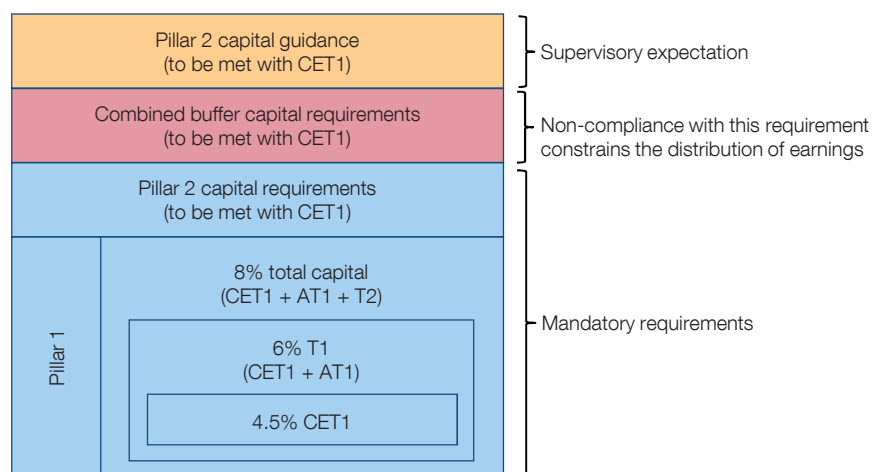 Pillar 2 capital guidance
(to be met with CET1)
Supervisory expectation
Combined buffer capital requirements
(to be met with CET1)
Non-compliance with this requirement
constrains the distribution of earnings
Pillar 2 capital requirements
(to be met with CET1)
Pillar 1
8% total capital
(CET1 + AT1 + T2)
6% T1
(CET1 + AT1)
4.5% CET1
Mandatory requirements